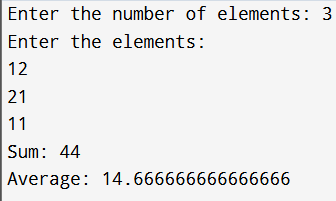 Enter the number of elements: 3
Enter the elements:
12
21
11
Sum: 44
Average: 14.666666666666666